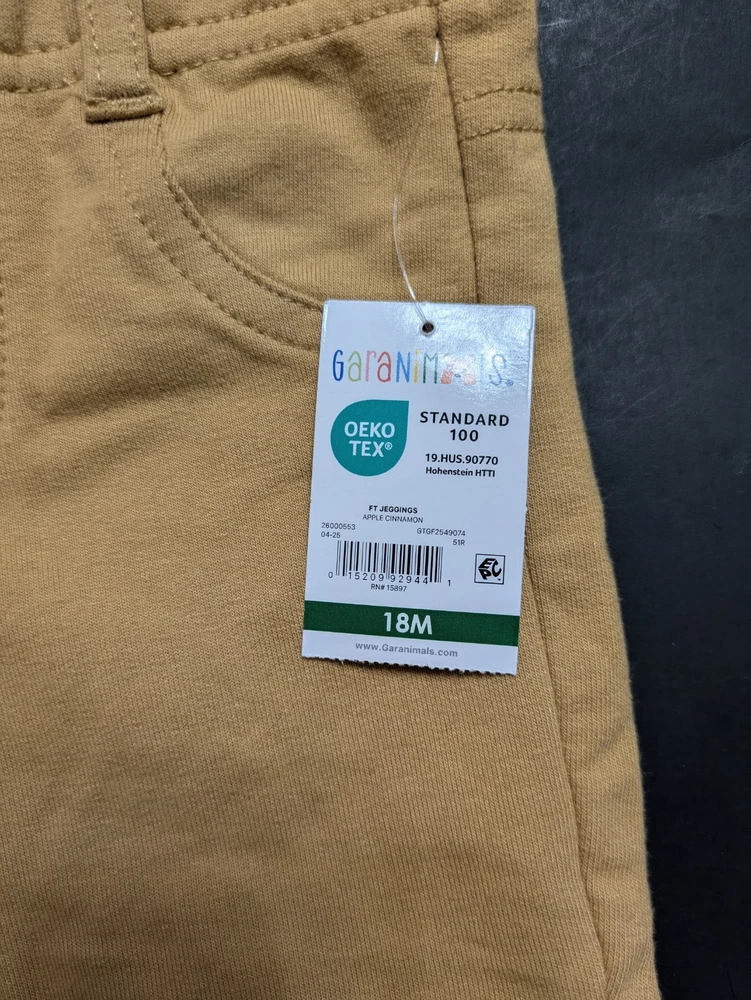 GARANIMALS®
OEKO
TEX®
STANDARD
100
19.HUS.90770
Hohenstein HTTI
FT JEGGINGS
APPLE CINNAMON
26000553
GTGF2549074
04-25
51R
0 15209 92944 1
RN# 15897
EPC
18M
www.Garanimals.com